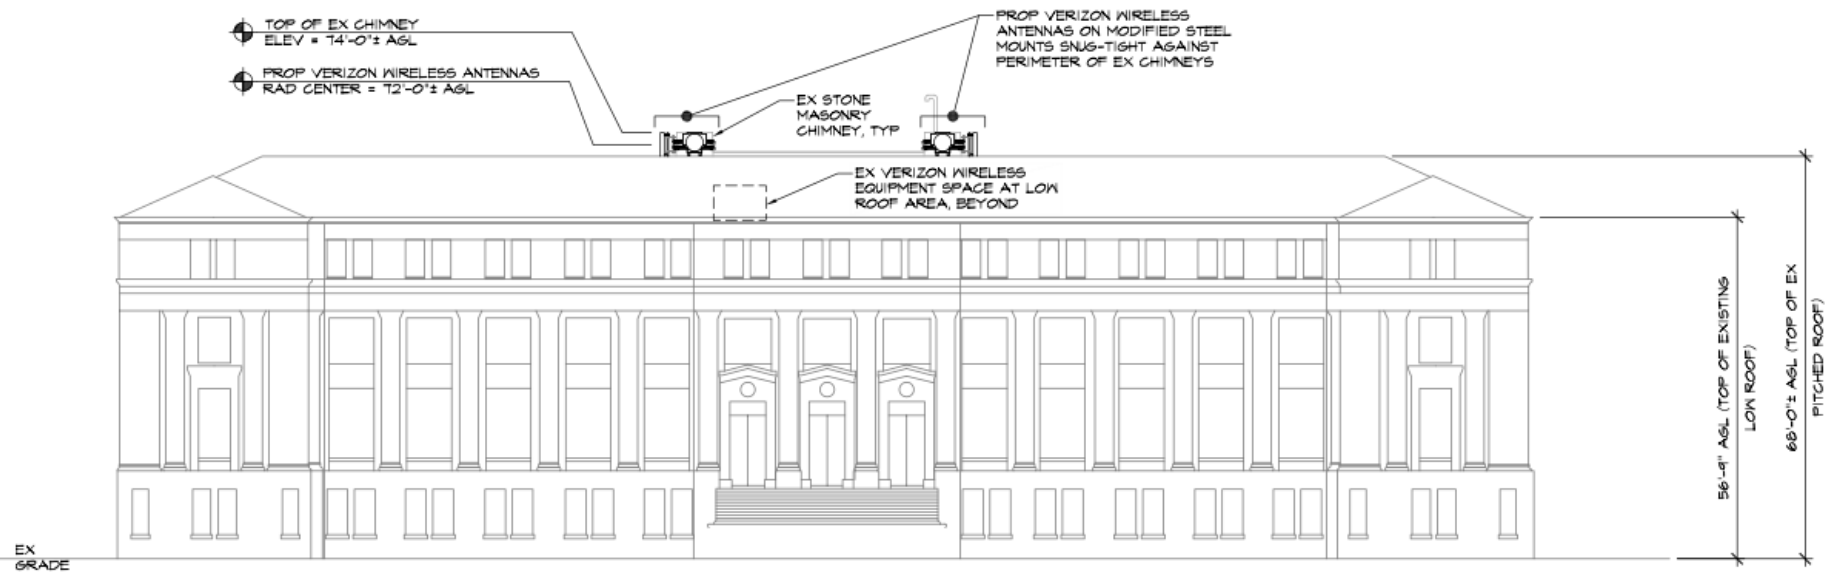 TOP OF EX CHIMNEY
ELEV = 74'-0"± AGL
PROP VERIZON WIRELESS ANTENNAS
RAD CENTER = 72'-0"± AGL
PROP VERIZON WIRELESS
ANTENNAS ON MODIFIED STEEL
MOUNTS SNUG-TIGHT AGAINST
PERIMETER OF EX CHIMNEYS
EX STONE
MASONRY
CHIMNEY, TYP
EX VERIZON WIRELESS
EQUIPMENT SPACE AT LOW
ROOF AREA, BEYOND
56'-9" AGL (TOP OF EXISTING
LOW ROOF)
68'-0"± AGL (TOP OF EX
PITCHED ROOF)
EX
GRADE